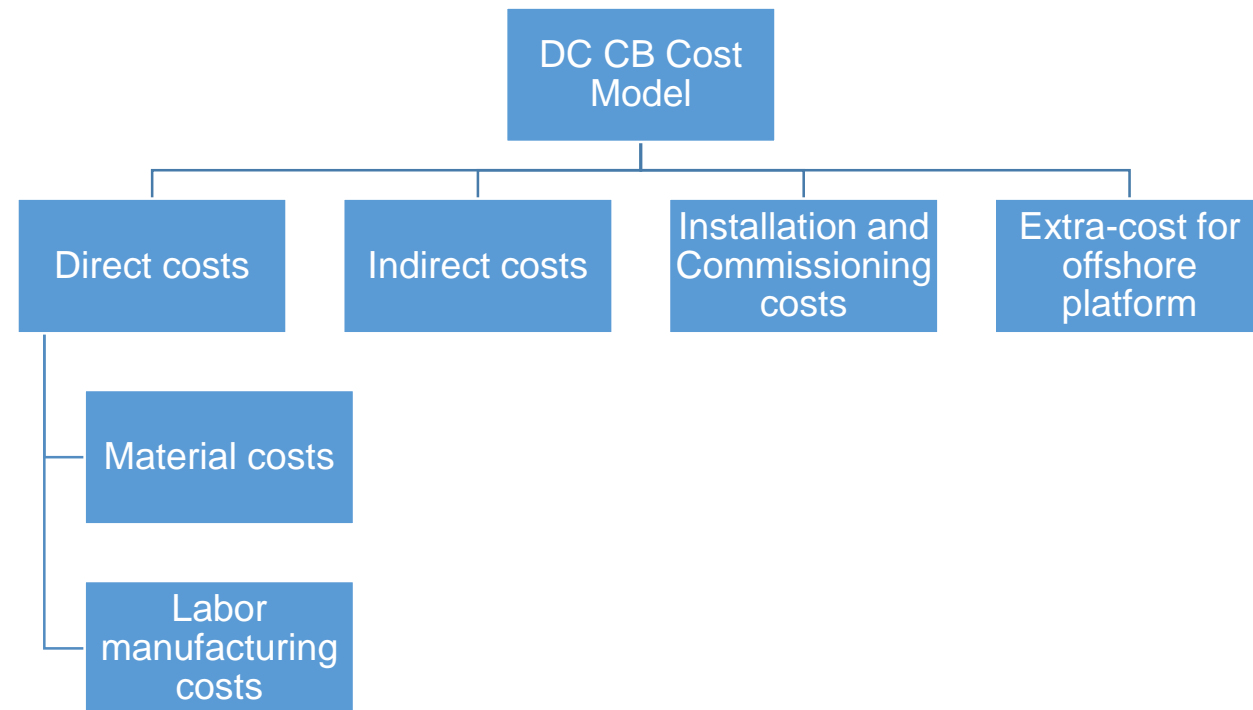 DC CB Cost
Model
Direct costs
Indirect costs
Installation and
Commissioning
costs
Extra-cost for
offshore
platform
Material costs
Labor
manufacturing
costs